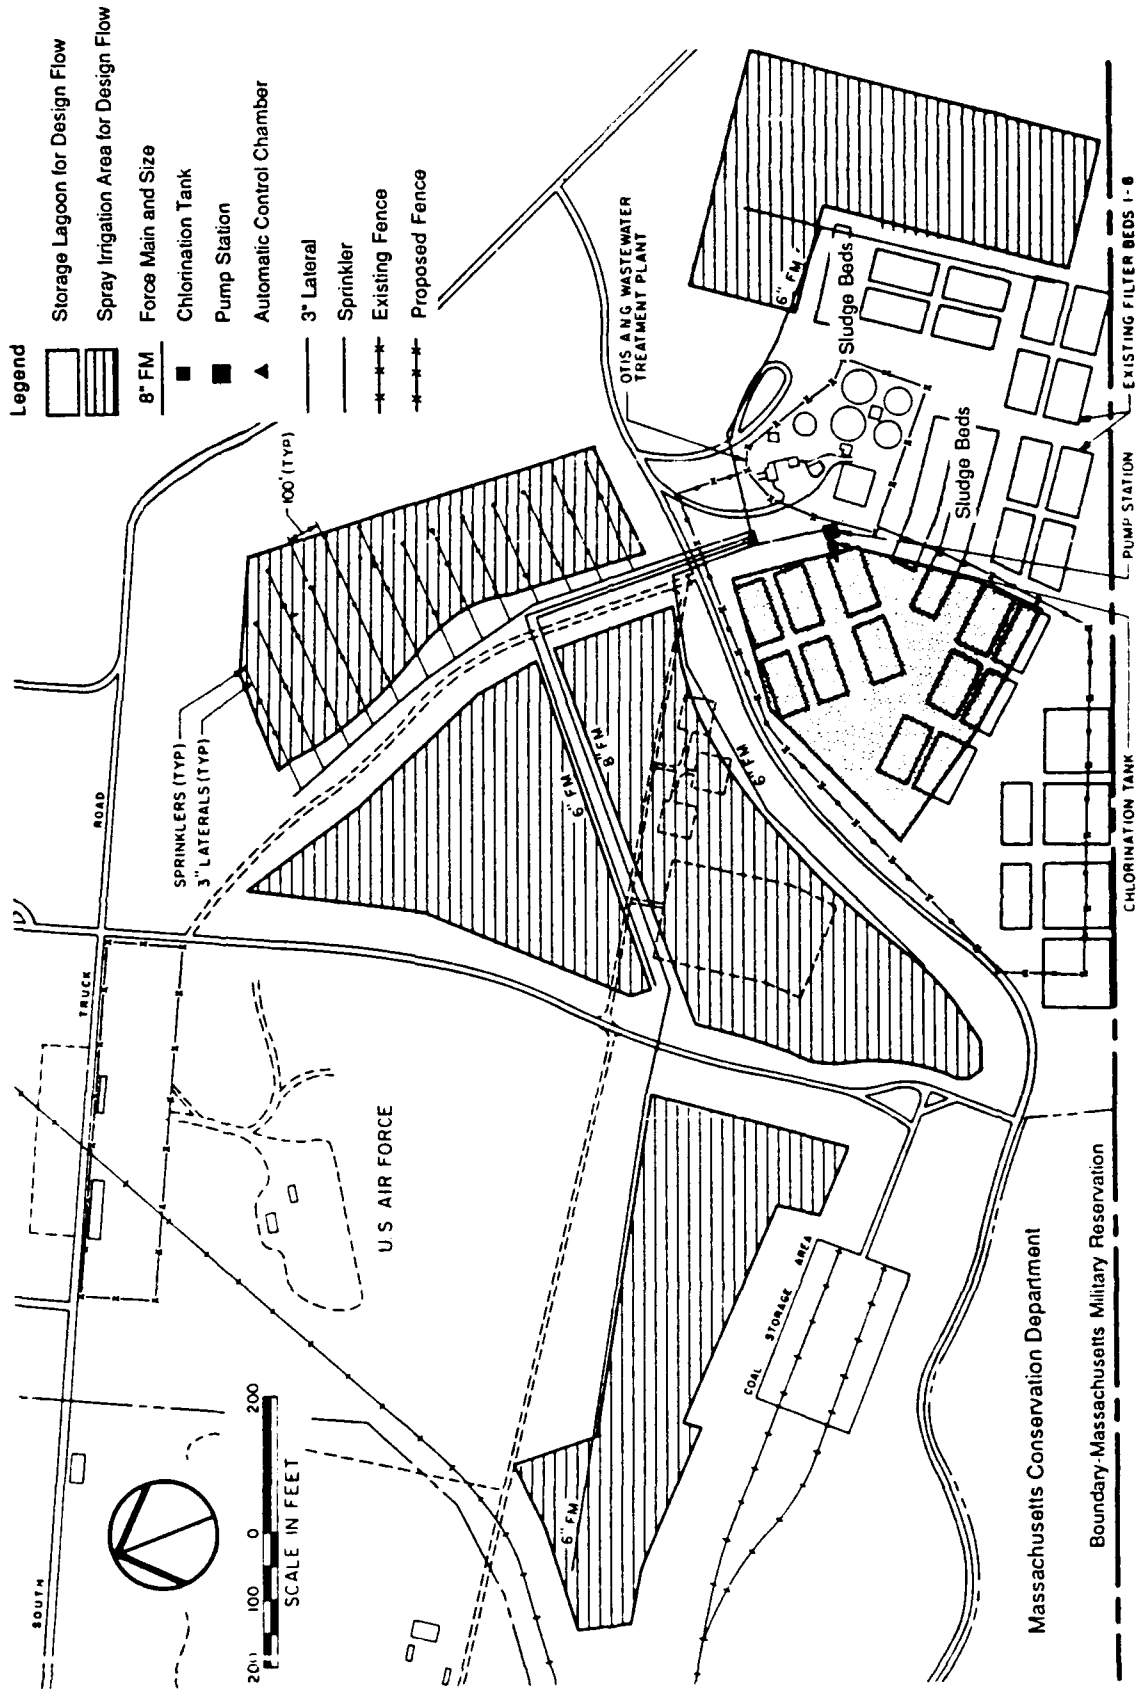 Legend
Storage Lagoon for Design Flow
Spray Irrigation Area for Design Flow
8" FM
Force Main and Size
Chlorination Tank
Pump Station
Automatic Control Chamber
3" Lateral
Sprinkler
Existing Fence
Proposed Fence
SOUTH
TRUCK
ROAD
200
100
0
200
SCALE IN FEET
U.S AIR FORCE
SPRINKLERS (TYP)
3" LATERALS (TYP)
100' (TYP)
OTIS ANG WASTEWATER
TREATMENT PLANT
6" FM
8" FM
6" FM
6" FM
6" FM
Sludge Beds
Sludge Beds
COAL STORAGE AREA
Massachusetts Conservation Department
Boundary-Massachusetts Military Reservation
CHLORINATION TANK
PUMP STATION
EXISTING FILTER BEDS 1-8